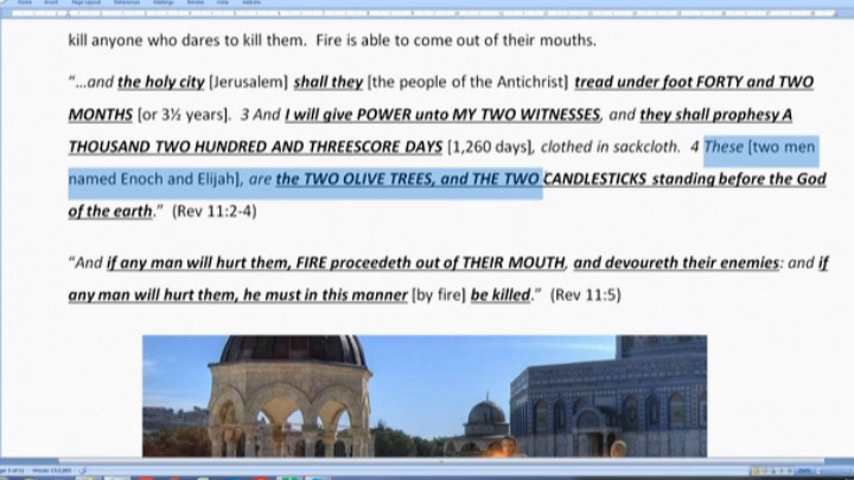 kill anyone who dares to kill them. Fire is able to come out of their mouths.
“...and the holy city [Jerusalem] shall they [the people of the Antichrist] tread under foot FORTY and TWO
MONTHS [or 3½ years]. 3 And I will give POWER unto MY TWO WITNESSES, and they shall prophesy A
THOUSAND TWO HUNDRED AND THREESCORE DAYS [1,260 days], clothed in sackcloth. 4 These [two men
named Enoch and Elijah], are the TWO OLIVE TREES, and THE TWO CANDLESTICKS standing before the God
of the earth.” (Rev 11:2-4)
“And if any man will hurt them, FIRE proceedeth out of THEIR MOUTH, and devoureth their enemies: and if
any man will hurt them, he must in this manner [by fire] be killed.” (Rev 11:5)